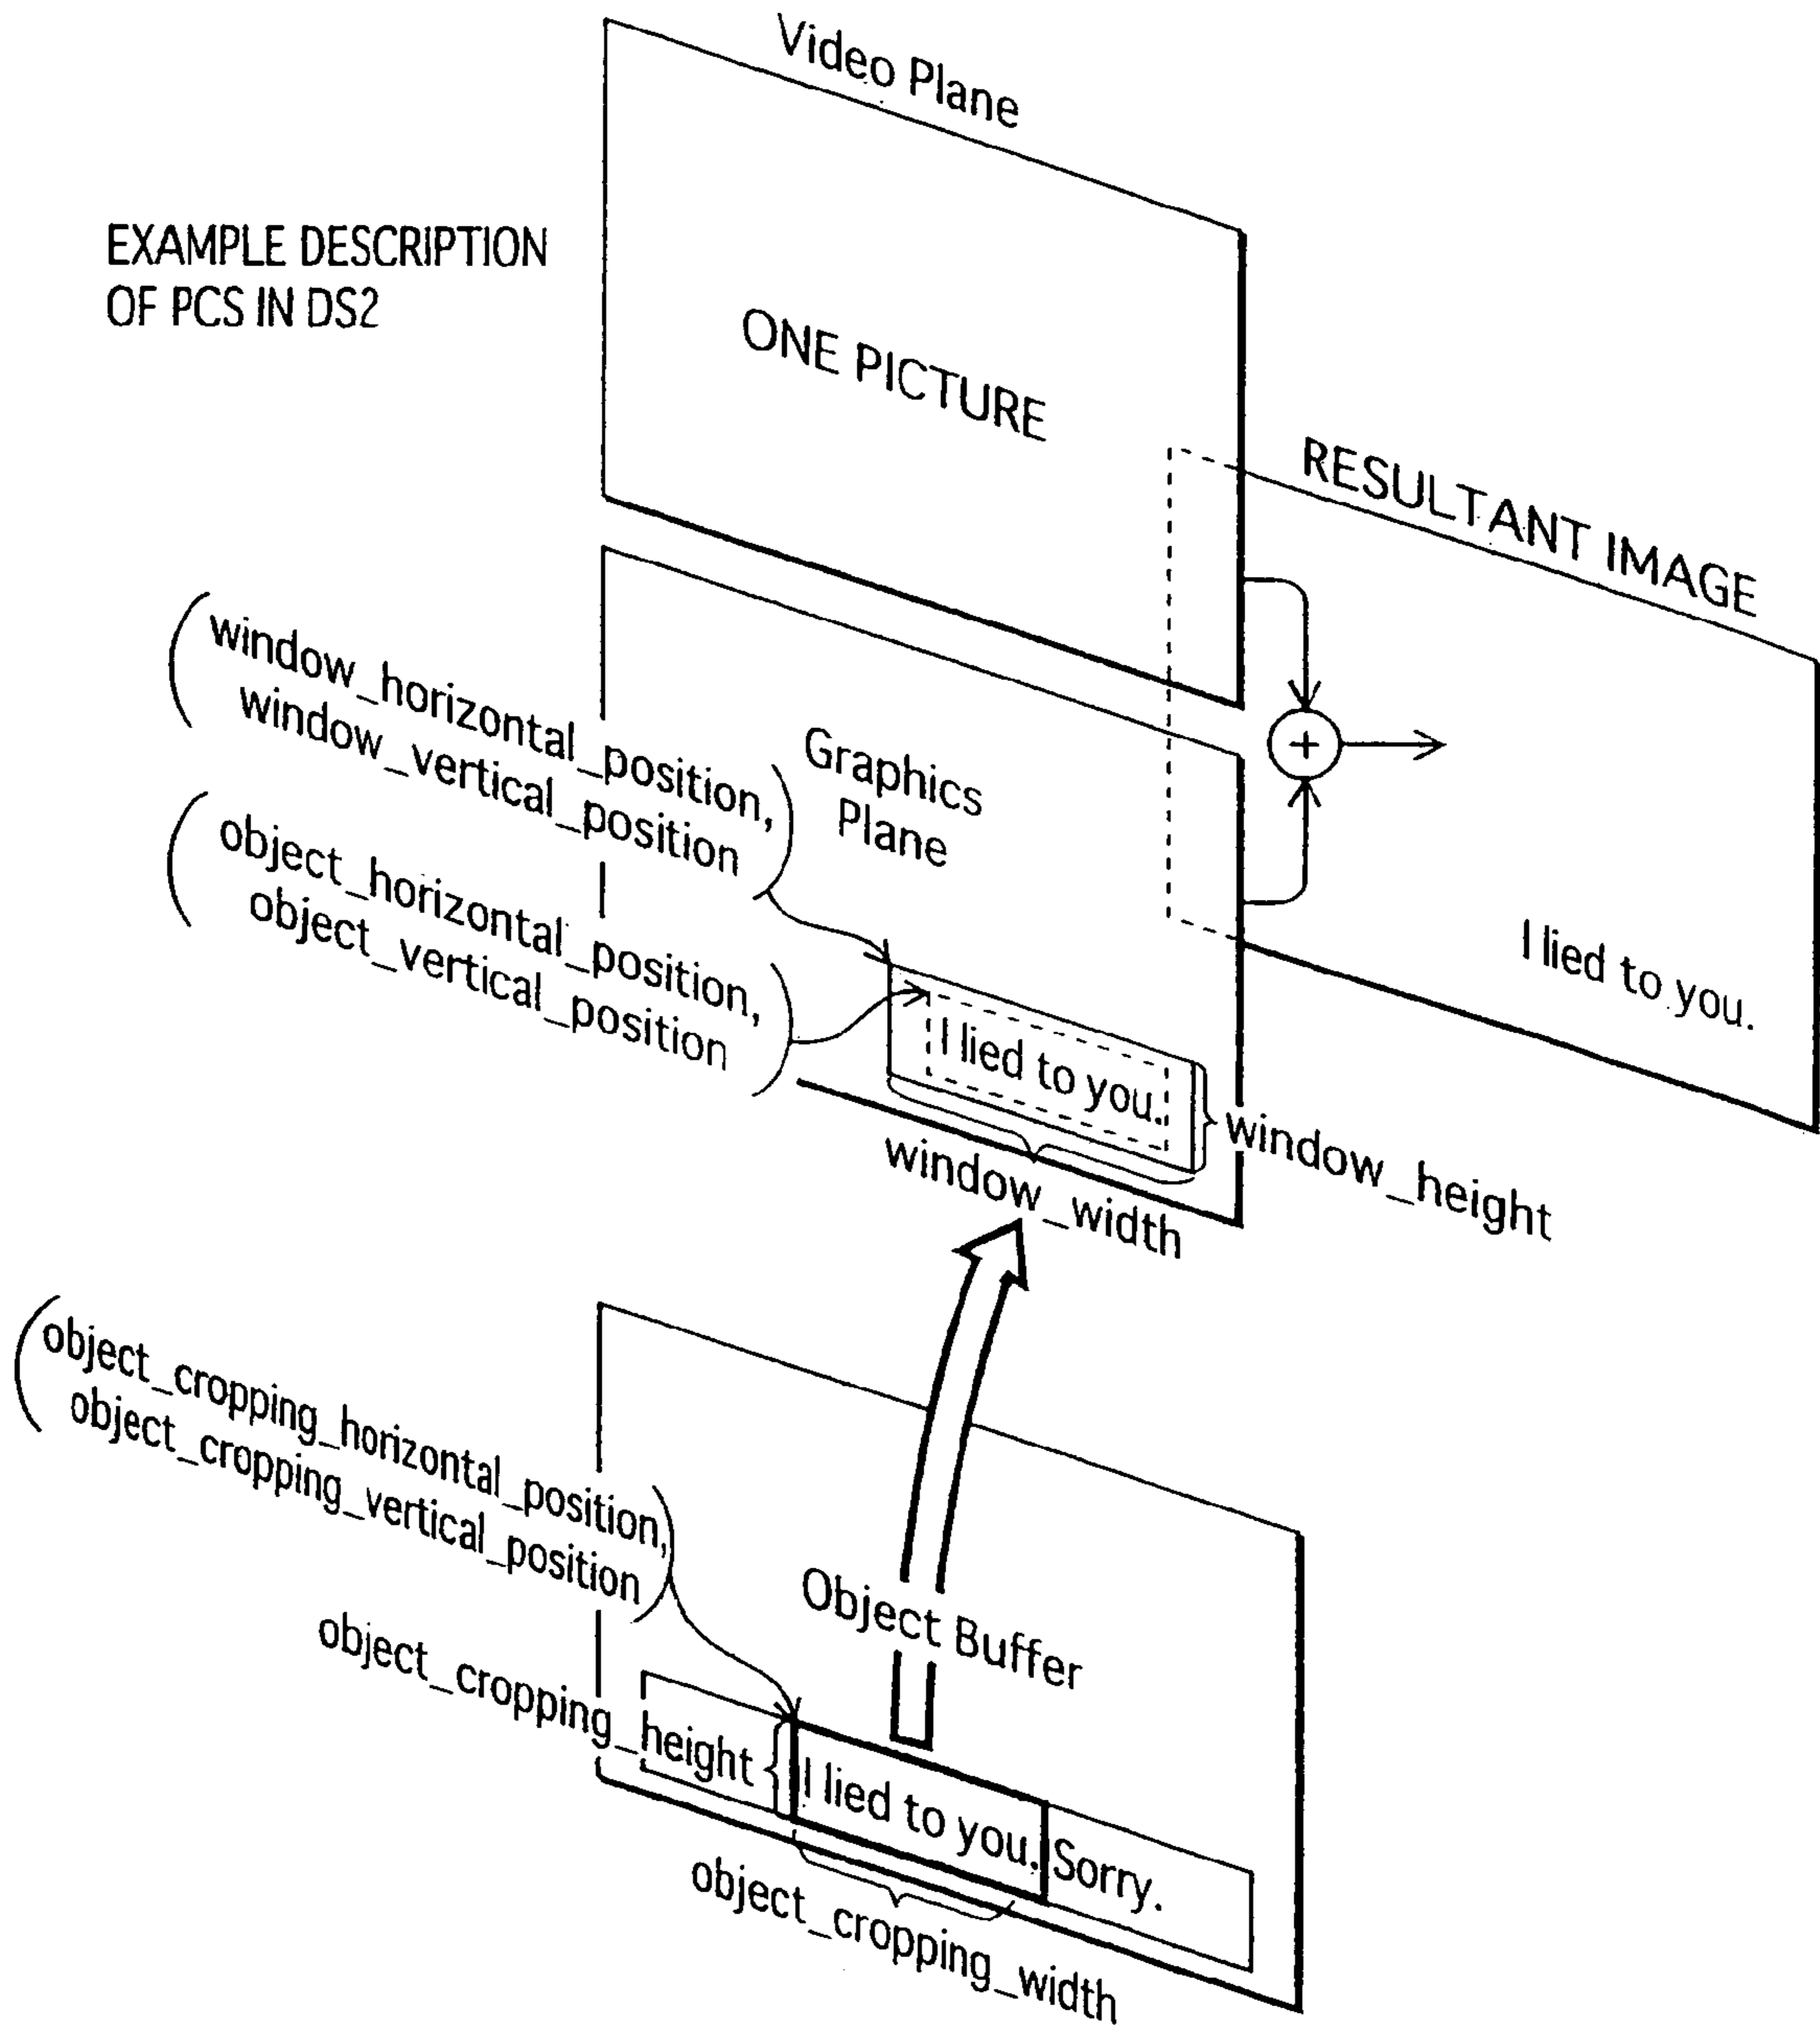 Video Plane
EXAMPLE DESCRIPTION
OF PCS IN DS2
ONE PICTURE
RESULTANT IMAGE
(window_horizontal_position,
window_vertical_position)
Graphics
Plane
(object_horizontal_position,
object_vertical_position)
+
I lied to you.
I lied to you.
window_height
window_width
(object_cropping_horizontal_position,
object_cropping_vertical_position)
Object Buffer
object_cropping_height
I lied to you. Sorry.
object_cropping_width